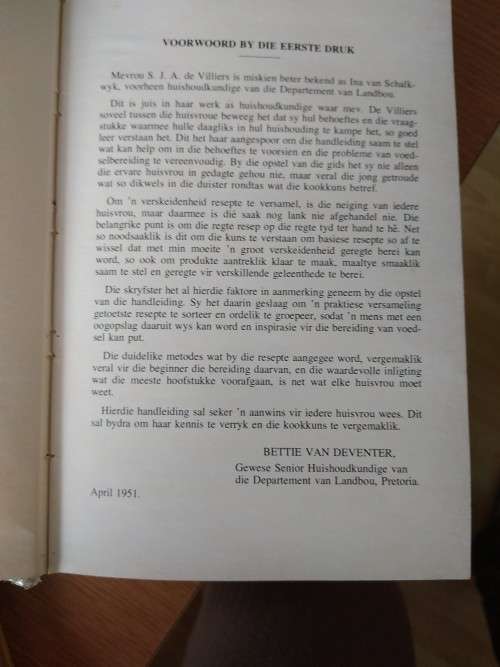 VOORWOORD BY DIE EERSTE DRUK
Mevrou S. J. A. de Villiers is miskien beter bekend as Ina van Schalk-
wyk, voorheen huishoudkundige van die Departement van Landbou.
Dit is juis in haar werk as huishoudkundige waar mev. De Villiers
soveel tussen die huisvroue beweeg het dat sy hul behoeftes en die vraag-
stukke waarmee hulle daagliks in hul huishouding te kampe het, so goed
leer verstaan het. Dit het haar aangespoor om die handleiding saam te stel
wat kan help om in die behoeftes te voorsien en die probleme van voed-
selbereiding te vereenvoudig. By die opstel van die gids het sy nie alleen
die ervare huisvrou in gedagte gehou nie, maar veral die jong getroude
wat so dikwels in die duister rondtas wat die kookkuns betref.
Om 'n verskeidenheid resepte te versamel, is die neiging van iedere
huisvrou, maar daarmee is die saak nog lank nie afgehandel nie. Die
belangrike punt is om die regte resep op die regte tyd ter hand te hê. Net
so noodsaaklik is dit om die kuns te verstaan om basiese resepte so af te
wissel dat met min moeite 'n groot verskeidenheid geregte berei kan
word, so ook om produkte aantreklik klaar te maak, maaltye smaaklik
saam te stel en geregte vir verskillende geleenthede te berei.
Die skryfster het al hierdie faktore in aanmerking geneem by die opstel
van die handleiding. Sy het daarin geslaag om 'n praktiese versameling
getoetste resepte te sorteer en ordelik te groepeer, sodat 'n mens met een
oogopslag daaruit wys kan word en inspirasie vir die bereiding van voed-
sel kan put.
Die duidelike metodes wat by die resepte aangegee word, vergemaklik
veral vir die beginner die bereiding daarvan, en die waardevolle inligting
wat die meeste hoofstukke voorafgaan, is net wat elke huisvrou moet
weet.
Hierdie handleiding sal seker 'n aanwins vir iedere huisvrou wees. Dit
sal bydra om haar kennis te verryk en die kookkuns te vergemaklik.
BETTIE VAN DEVENTER,
Gewese Senior Huishoudkundige van
die Departement van Landbou, Pretoria.
April 1951.